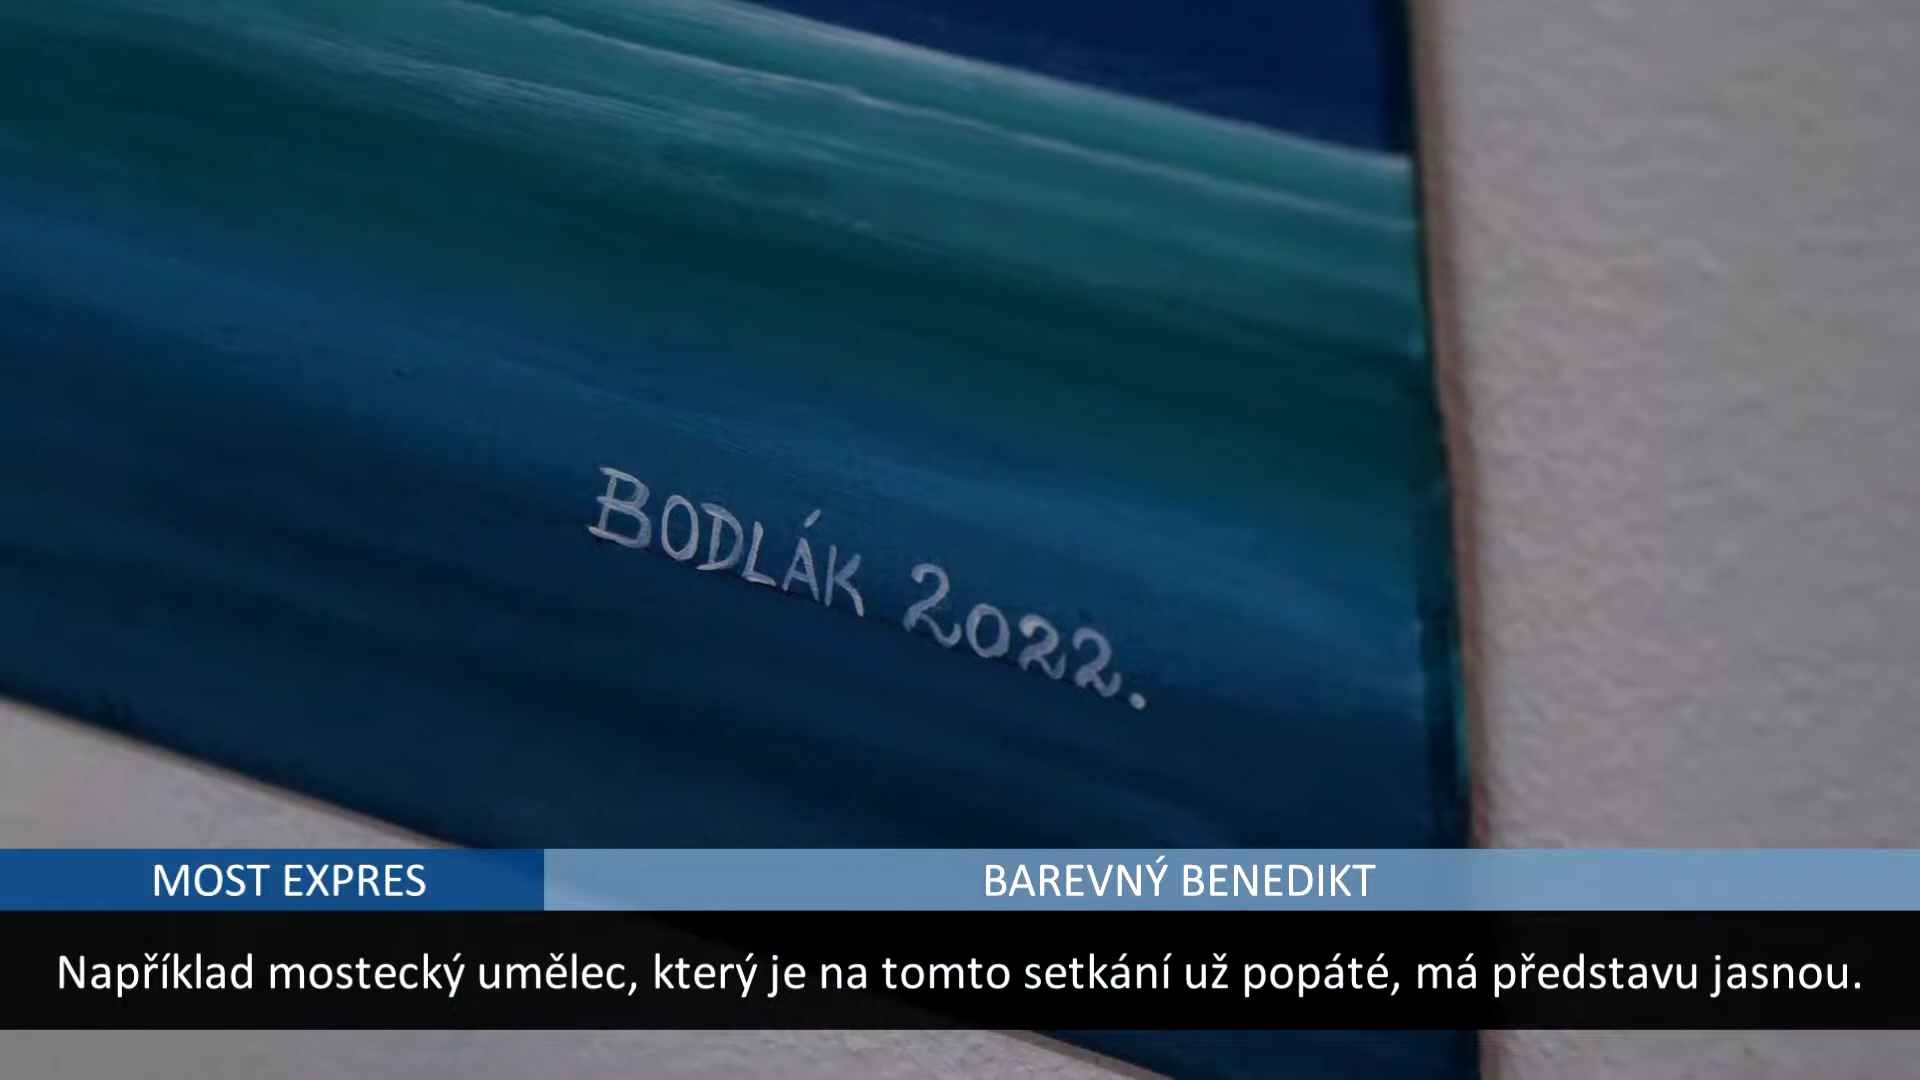 BODLÁK 2022.
MOST EXPRES
BAREVNÝ BENEDIKT
Například mostecký umělec, který je na tomto setkání už popáté, má představu jasnou.